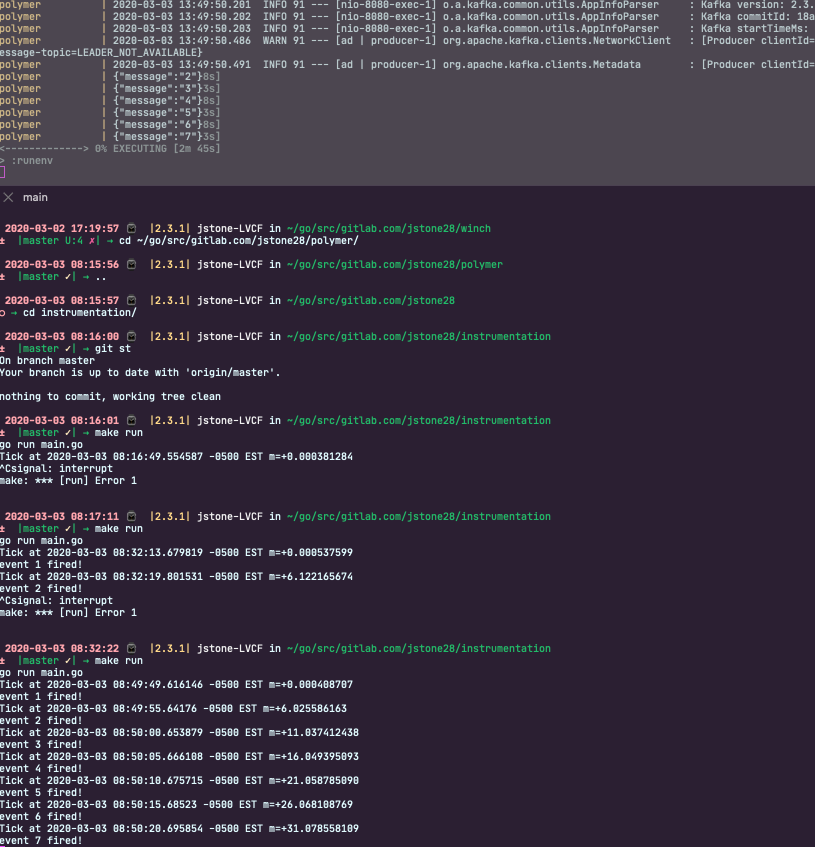 polymer | 2020-03-03 13:49:50.201 INFO 91 --- [nio-8080-exec-1] o.a.kafka.common.utils.AppInfoParser : Kafka version: 2.3.
polymer | 2020-03-03 13:49:50.202 INFO 91 --- [nio-8080-exec-1] o.a.kafka.common.utils.AppInfoParser : Kafka commitId: 18a
polymer | 2020-03-03 13:49:50.203 INFO 91 --- [nio-8080-exec-1] o.a.kafka.common.utils.AppInfoParser : Kafka startTimeMs:
polymer | 2020-03-03 13:49:50.486 WARN 91 --- [ad | producer-1] org.apache.kafka.clients.NetworkClient : [Producer clientId=
essage-topic=LEADER_NOT_AVAILABLE}
polymer | 2020-03-03 13:49:50.491 INFO 91 --- [ad | producer-1] org.apache.kafka.clients.Metadata : [Producer clientId=
polymer | {"message":"2"}8s]
polymer | {"message":"3"}3s]
polymer | {"message":"4"}8s]
polymer | {"message":"5"}3s]
polymer | {"message":"6"}8s]
polymer | {"message":"7"}3s]
<-------------> 0% EXECUTING [2m 45s]
> :runenv
main
2020-03-02 17:19:57 |2.3.1| jstone-LVCF in ~/go/src/gitlab.com/jstone28/winch
± |master U:4 ✗| → cd ~/go/src/gitlab.com/jstone28/polymer/
2020-03-03 08:15:56 |2.3.1| jstone-LVCF in ~/go/src/gitlab.com/jstone28/polymer
± |master ✓| → ..
2020-03-03 08:15:57 |2.3.1| jstone-LVCF in ~/go/src/gitlab.com/jstone28
○ → cd instrumentation/
2020-03-03 08:16:00 |2.3.1| jstone-LVCF in ~/go/src/gitlab.com/jstone28/instrumentation
± |master ✓| → git st
On branch master
Your branch is up to date with 'origin/master'.
nothing to commit, working tree clean
2020-03-03 08:16:01 |2.3.1| jstone-LVCF in ~/go/src/gitlab.com/jstone28/instrumentation
± |master ✓| → make run
go run main.go
Tick at 2020-03-03 08:16:49.554587 -0500 EST m=+0.000381284
^Csignal: interrupt
make: *** [run] Error 1
2020-03-03 08:17:11 |2.3.1| jstone-LVCF in ~/go/src/gitlab.com/jstone28/instrumentation
± |master ✓| → make run
go run main.go
Tick at 2020-03-03 08:32:13.679819 -0500 EST m=+0.000537599
event 1 fired!
Tick at 2020-03-03 08:32:19.801531 -0500 EST m=+6.122165674
event 2 fired!
^Csignal: interrupt
make: *** [run] Error 1
2020-03-03 08:32:22 |2.3.1| jstone-LVCF in ~/go/src/gitlab.com/jstone28/instrumentation
± |master ✓| → make run
go run main.go
Tick at 2020-03-03 08:49:49.616146 -0500 EST m=+0.000408707
event 1 fired!
Tick at 2020-03-03 08:49:55.64176 -0500 EST m=+6.025586163
event 2 fired!
Tick at 2020-03-03 08:50:00.653879 -0500 EST m=+11.037412438
event 3 fired!
Tick at 2020-03-03 08:50:05.666108 -0500 EST m=+16.049395093
event 4 fired!
Tick at 2020-03-03 08:50:10.675715 -0500 EST m=+21.058785090
event 5 fired!
Tick at 2020-03-03 08:50:15.68523 -0500 EST m=+26.068108769
event 6 fired!
Tick at 2020-03-03 08:50:20.695854 -0500 EST m=+31.078558109
event 7 fired!